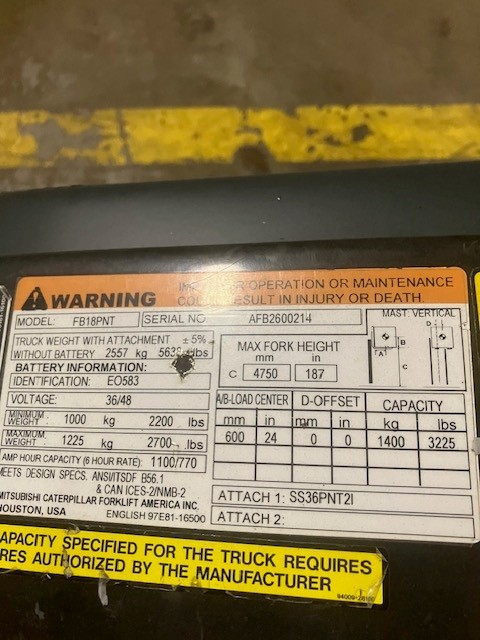 WARNING
OPERATION OR MAINTENANCE
RESULT IN INJURY OR DEATH.
MODEL: FB18PNT
SERIAL NO AFB2600214
TRUCK WEIGHT WITH ATTACHMENT ±5%
WITHOUT BATTERY 2557 kg lbs
BATTERY INFORMATION:
IDENTIFICATION: EO583
VOLTAGE: 36/48
MINIMUM WEIGHT 1000 kg 2200 lbs
MAXIMUM WEIGHT 1225 kg 2700 lbs
AMP HOUR CAPACITY (6 HOUR RATE): 1100/770
MEETS DESIGN SPECS. ANSI/ITSDF B56.1
& CAN ICES-2/NMB-2
MITSUBISHI CATERPILLAR FORKLIFT AMERICA INC
HOUSTON, USA ENGLISH 97E81-16500
MAX FORK HEIGHT
mm in
C 4750 187
MAST: VERTICAL
D
A
B
C
A/B-LOAD CENTER D-OFFSET CAPACITY
mm in mm in kg lbs
600 24 0 0 1400 3225
ATTACH 1: SS36PNT2I
ATTACH 2:
CAPACITY SPECIFIED FOR THE TRUCK REQUIRES
AUTHORIZED BY THE MANUFACTURER